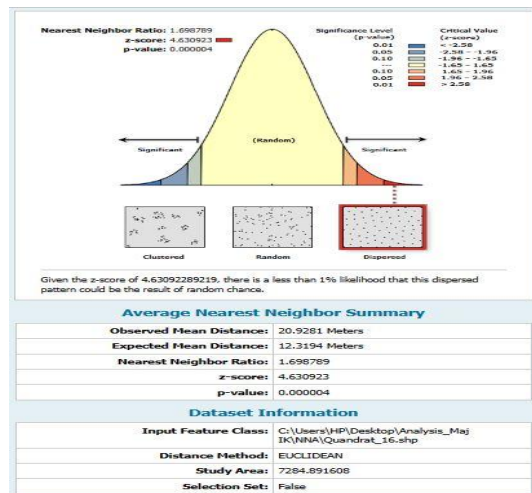 Nearest Neighbor Ratio: 1.698789
z-score: 4.630923
p-value: 0.000004
Significance Level
(p-value)
Critical Value
(z-score)
0.01 < -2.58
0.05 -2.58 - -1.96
0.10 -1.96 - -1.65
--- -1.65 - 1.65
0.10 1.65 - 1.96
0.05 1.96 - 2.58
0.01 > 2.58
Significant
(Random)
Significant
Clustered
Random
Dispersed
Given the z-score of 4.63092289219, there is a less than 1% likelihood that this dispersed
pattern could be the result of random chance.
Average Nearest Neighbor Summary
Observed Mean Distance: 20.9281 Meters
Expected Mean Distance: 12.3194 Meters
Nearest Neighbor Ratio: 1.698789
z-score: 4.630923
p-value: 0.000004
Dataset Information
Input Feature Class: C:\Users\HP\Desktop\Analysis_Maj
IK\NNA\Quandrat_16.shp
Distance Method: EUCLIDEAN
Study Area: 7284.891608
Selection Set: False